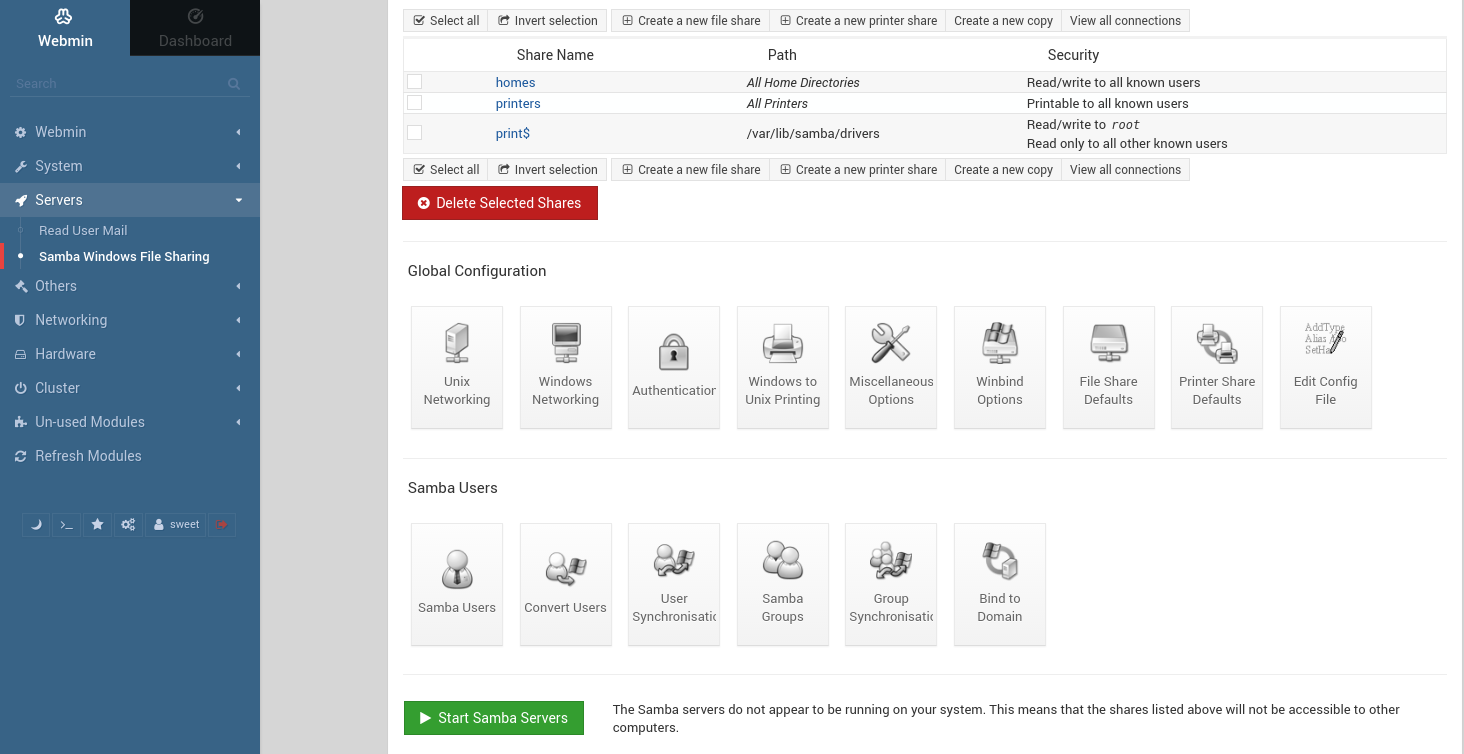 Webmin
Dashboard
Search
Webmin
System
Servers
Read User Mail
Samba Windows File Sharing
Others
Networking
Hardware
Cluster
Un-used Modules
Refresh Modules
>_ sweet
Select all Invert selection Create a new file share Create a new printer share Create a new copy View all connections
Share Name Path Security
homes All Home Directories Read/write to all known users
printers All Printers Printable to all known users
print$ /var/lib/samba/drivers Read/write to root
Read only to all other known users
Select all Invert selection Create a new file share Create a new printer share Create a new copy View all connections
Delete Selected Shares
Global Configuration
Unix
Networking
Windows
Networking
Authentication
Windows to
Unix Printing
Miscellaneous
Options
Winbind
Options
File Share
Defaults
Printer Share
Defaults
AddType
Alias
SetHa
Edit Config
File
Samba Users
Samba Users
Convert Users
User
Synchronisatic
Samba
Groups
Group
Synchronisatic
Bind to
Domain
Start Samba Servers
The Samba servers do not appear to be running on your system. This means that the shares listed above will not be accessible to other
computers.